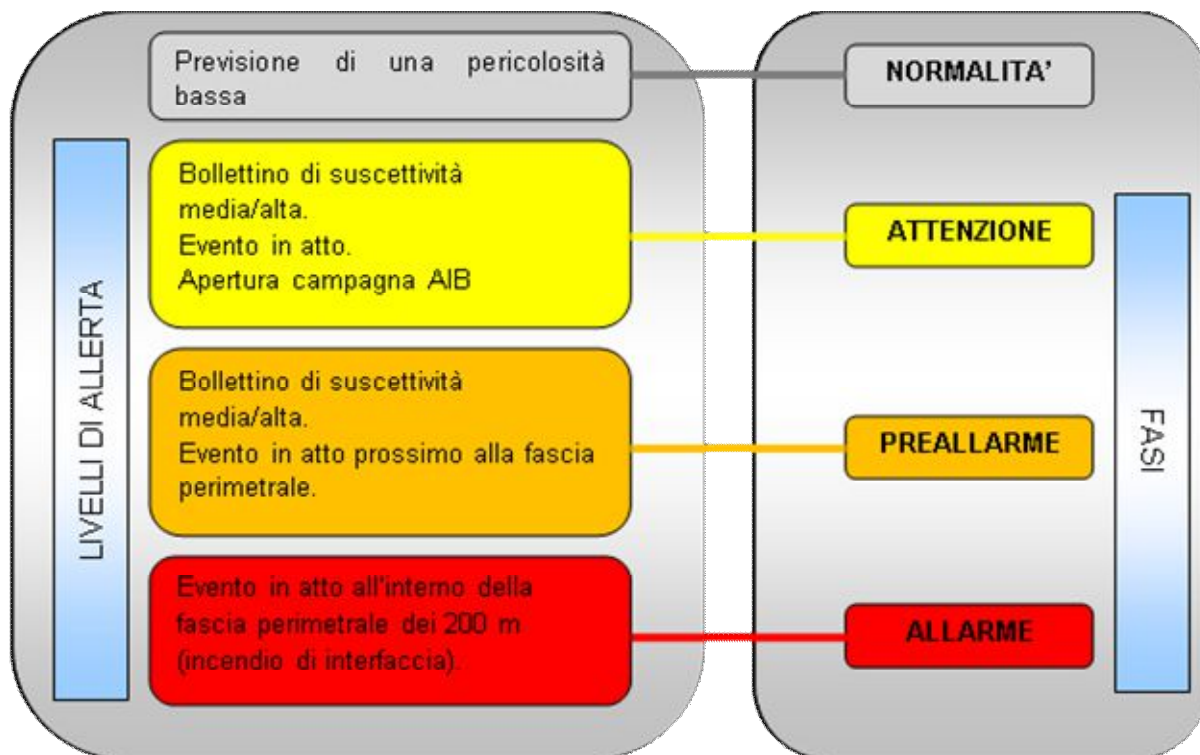 Previsione di una pericolosità
bassa
NORMALITA’
LIVELLI DI ALLERTA
Bollettino di suscettività
media/alta.
Evento in atto.
Apertura campagna AIB
ATTENZIONE
Bollettino di suscettività
media/alta.
Evento in atto prossimo alla fascia
perimetrale.
PREALLARME
Evento in atto all'interno della
fascia perimetrale dei 200 m
(incendio di interfaccia).
ALLARME
FASI